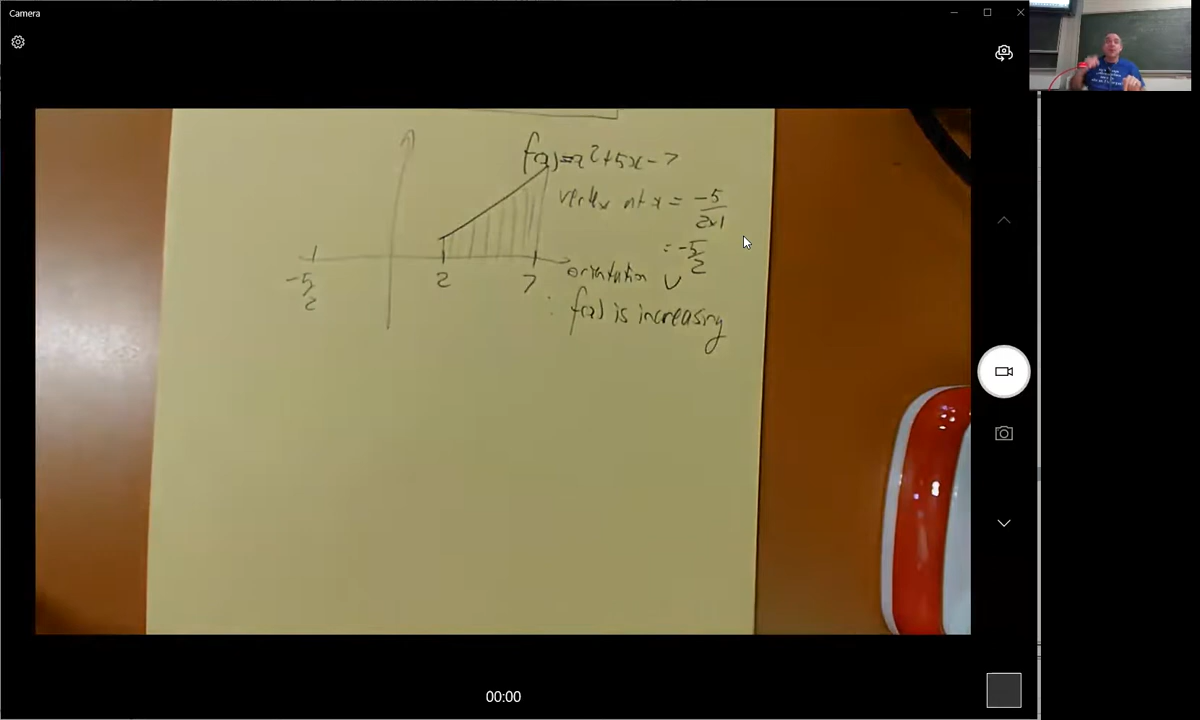 Camera
f(x)=x²+5x-7
vertex at x = -5/2×1
= -5/2
-5/2
2
7
orientation ∪
∴ f(x) is increasing
00:00